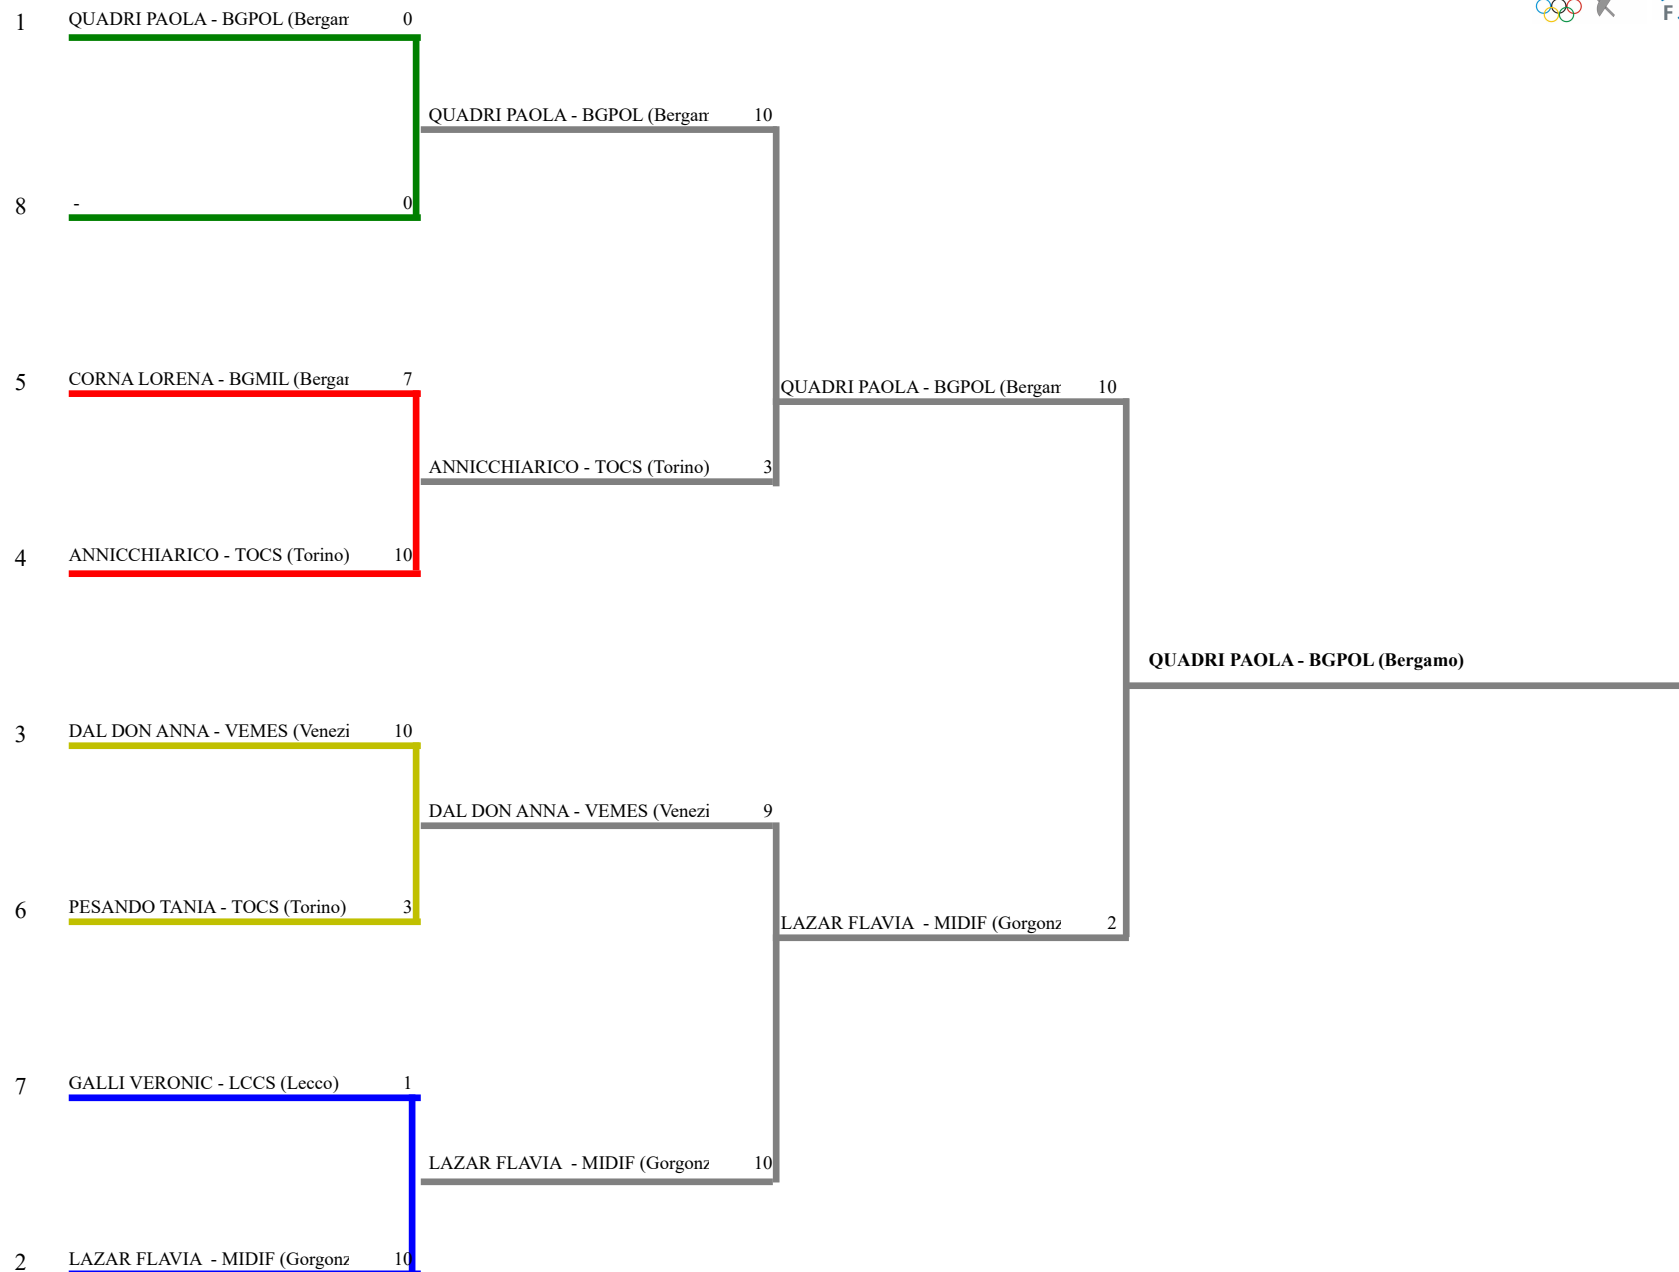 1 QUADRI PAOLA - BGPOL (Bergam 0
QUADRI PAOLA - BGPOL (Bergam 10
8 - 0
5 CORNA LORENA - BGMIL (Bergar 7
QUADRI PAOLA - BGPOL (Bergam 10
ANNICCHIARICO - TOCS (Torino) 3
4 ANNICCHIARICO - TOCS (Torino) 10
QUADRI PAOLA - BGPOL (Bergamo)
3 DAL DON ANNA - VEMES (Venezi 10
DAL DON ANNA - VEMES (Venezi 9
6 PESANDO TANIA - TOCS (Torino) 3
LAZAR FLAVIA - MIDIF (Gorgonz 2
7 GALLI VERONIC - LCCS (Lecco) 1
LAZAR FLAVIA - MIDIF (Gorgonz 10
2 LAZAR FLAVIA - MIDIF (Gorgonz 10